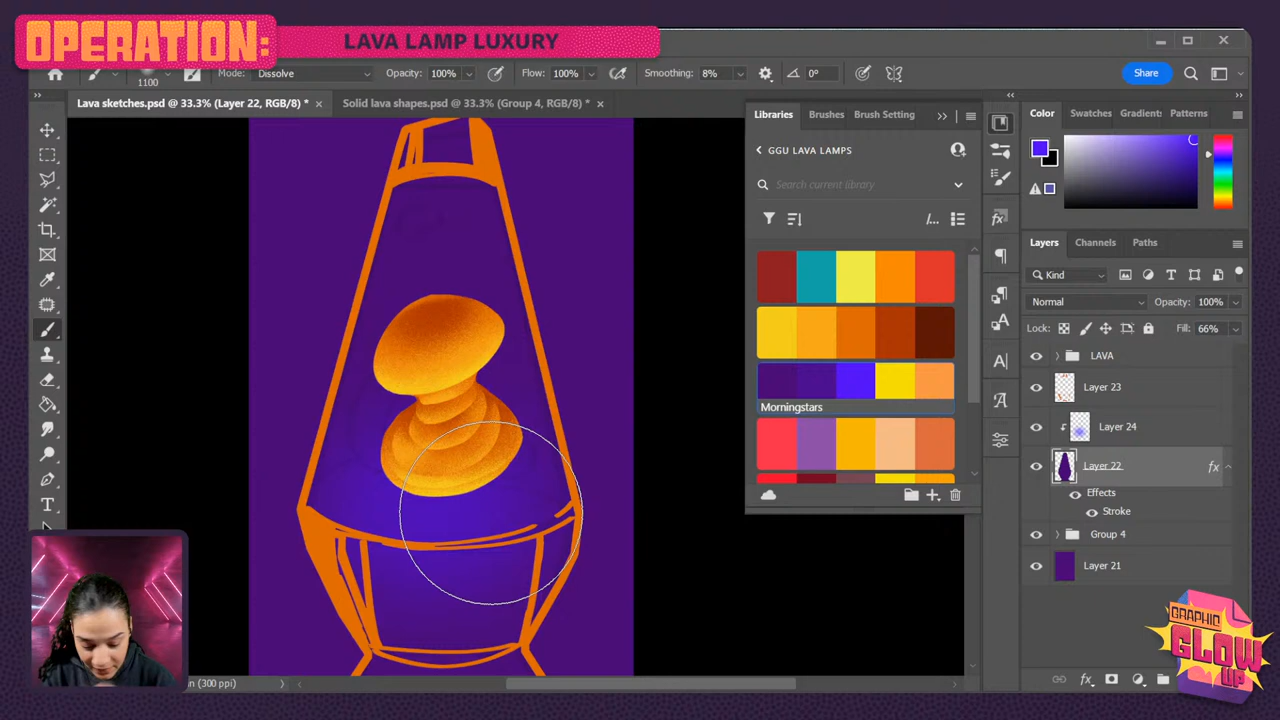 OPERATION:
LAVA LAMP LUXURY
1100
Mode: Dissolve
Opacity: 100%
Flow: 100%
Smoothing: 8%
0°
Share
Lava sketches.psd @ 33.3% (Layer 22, RGB/8) *
Solid lava shapes.psd @ 33.3% (Group 4, RGB/8) *
Libraries
Brushes
Brush Setting
GGU LAVA LAMPS
Search current library
Morningstars
Color
Swatches
Gradient:
Patterns
Layers
Channels
Paths
Kind
Normal
Opacity: 100%
Lock:
Fill: 66%
LAVA
Layer 23
Layer 24
Layer 22
fx
Effects
Stroke
Group 4
Layer 21
(300 ppi)
GRAPHIC
GLOW
UP